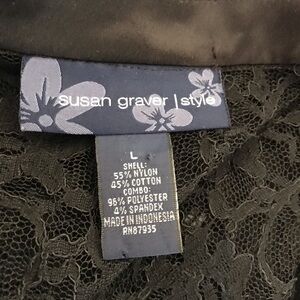 susan graver | style
L
SHELL:
55% NYLON
45% COTTON
COMBO:
96% POLYESTER
4% SPANDEX
MADE IN INDONESIA
RN87935